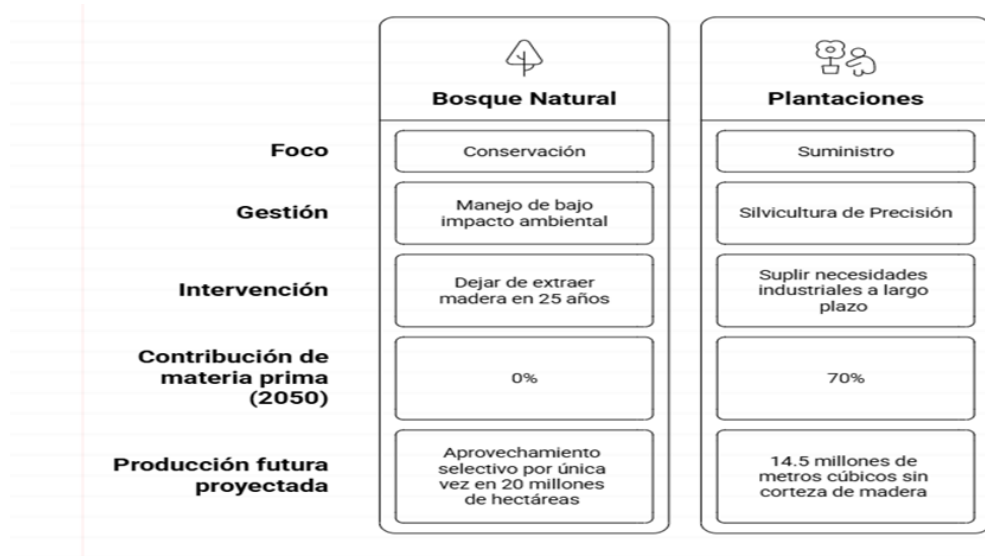 Bosque Natural
Plantaciones
Foco
Conservación
Suministro
Gestión
Manejo de bajo
impacto ambiental
Silvicultura de Precisión
Intervención
Dejar de extraer
madera en 25 años
Suplir necesidades
industriales a largo
plazo
Contribución de
materia prima
(2050)
0%
70%
Producción futura
proyectada
Aprovechamiento
selectivo por única
vez en 20 millones
de hectáreas
14.5 millones de
metros cúbicos sin
corteza de madera